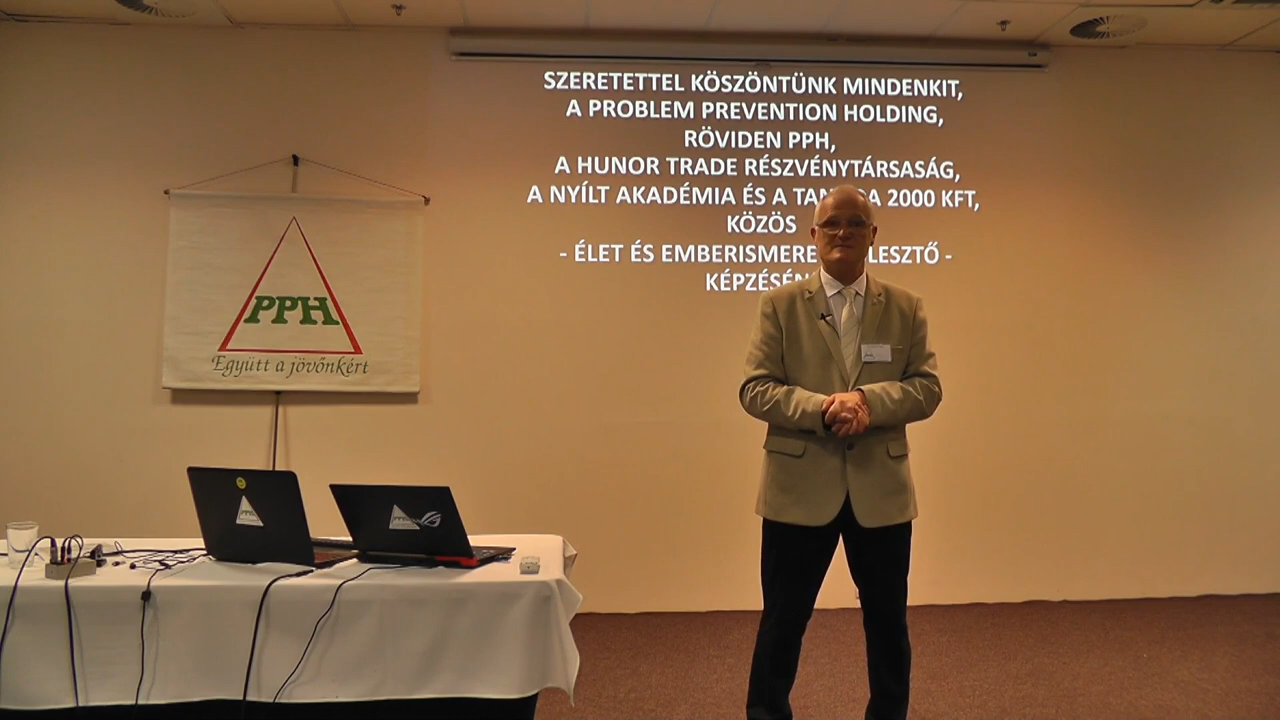 SZERETETTEL KÖSZÖNTÜNK MINDENKIT,
A PROBLEM PREVENTION HOLDING,
RÖVIDEN PPH,
A HUNOR TRADE RÉSZVÉNYTÁRSASÁG,
A NYÍLT AKADÉMIA ÉS A 2000 KFT,
KÖZÖS
- ÉLET ÉS -
PPH
Együtt a jövőnkért